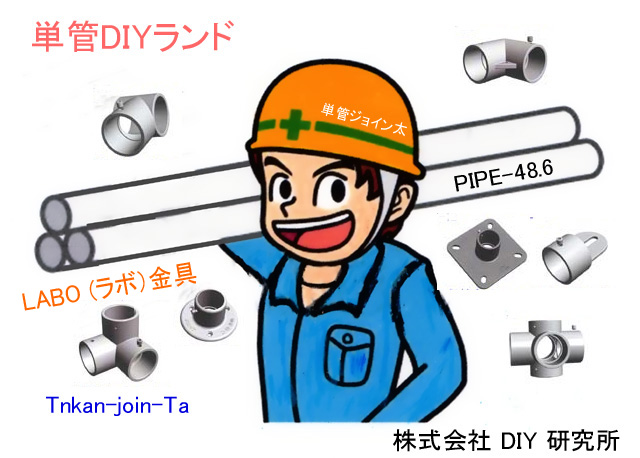 単管DIYランド
単管ジョイン太
PIPE-48.6
LABO (ラボ) 金具
Tnkan-join-Ta
株式会社 DIY 研究所